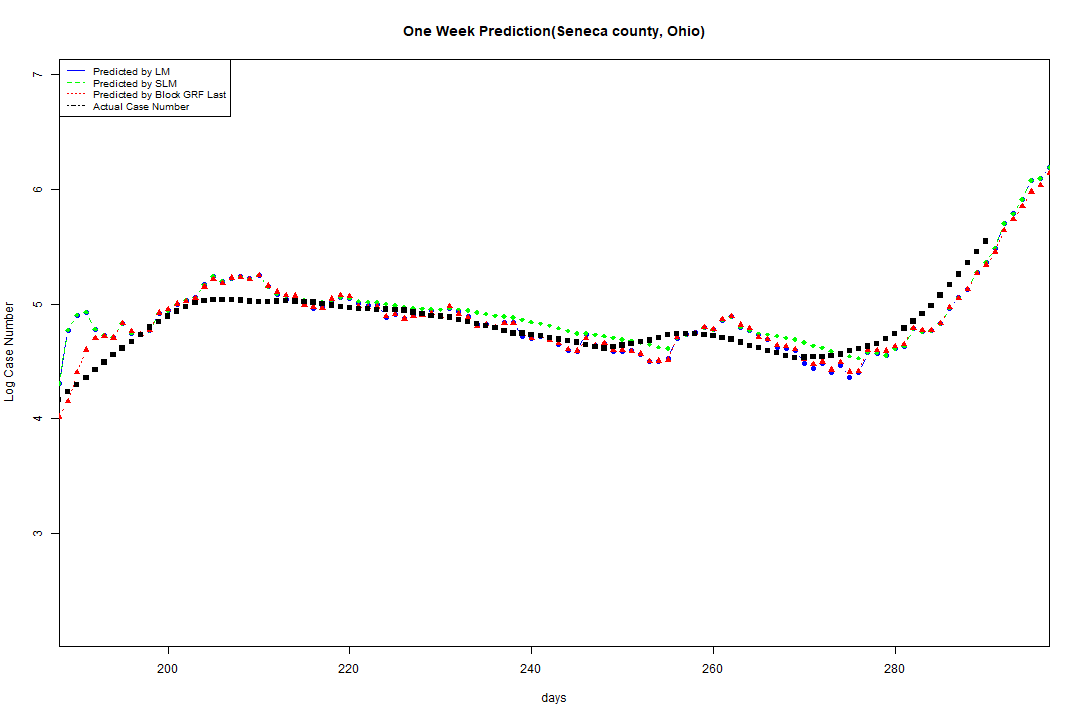 One Week Prediction(Seneca county, Ohio)
Predicted by LM
Predicted by SLM
Predicted by Block GRF Last
Actual Case Number
7
6
5
4
3
Log Case Number
200 220 240 260 280
days